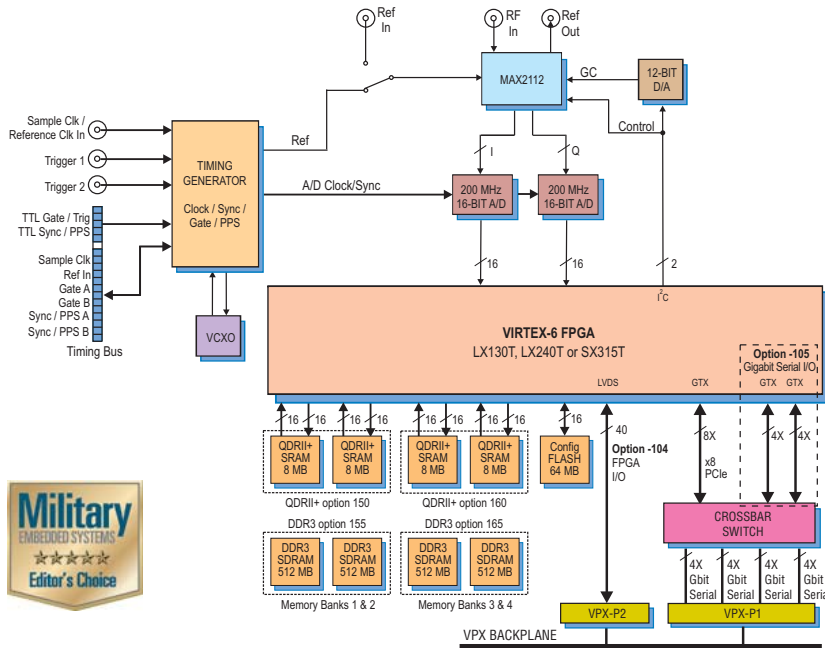 Ref
In
RF
In
Ref
Out
MAX2112
GC
12-BIT
D/A
Control
Sample Clk /
Reference Clk In
Trigger 1
Trigger 2
TTL Gate / Trig
TTL Sync / PPS
Sample Clk
Ref In
Gate A
Gate B
Sync / PPS A
Sync / PPS B
Timing Bus
TIMING
GENERATOR
Clock / Sync /
Gate / PPS
VCXO
Ref
A/D Clock/Sync
I
Q
200 MHz
16-BIT A/D
200 MHz
16-BIT A/D
16
16
2
I2C
VIRTEX-6 FPGA
LX130T, LX240T or SX315T
LVDS
GTX
Option -105
Gigabit Serial I/O
GTX
GTX
16
16
16
16
16
16
16
16
16
40
8X
4X
4X
QDRII+
SRAM
8 MB
QDRII+
SRAM
8 MB
QDRII+
SRAM
8 MB
QDRII+
SRAM
8 MB
Config
FLASH
64 MB
Option -104
FPGA
I/O
x8
PCIe
QDRII+ option 150
QDRII+ option 160
DDR3 option 155
DDR3 option 165
DDR3
SDRAM
512 MB
DDR3
SDRAM
512 MB
DDR3
SDRAM
512 MB
DDR3
SDRAM
512 MB
Memory Banks 1 & 2
Memory Banks 3 & 4
CROSSBAR
SWITCH
4X
Gbit
Serial
4X
Gbit
Serial
4X
Gbit
Serial
4X
Gbit
Serial
VPX-P2
VPX-P1
VPX BACKPLANE
Military
EMBEDDED SYSTEMS
Editor's Choice